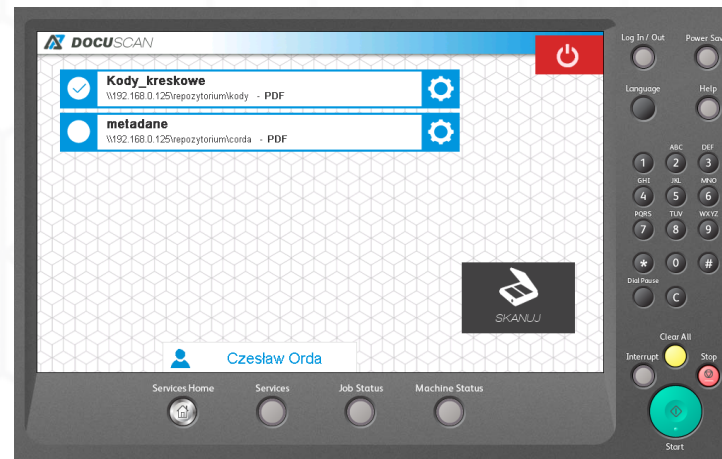 DOCUSCAN
Log In / Out
Power Sav
Kody_kreskowe
\\192.168.0.125\repozytorium\kody - PDF
metadane
\\192.168.0.125\repozytorium\corda - PDF
Language
Help
ABC
DEF
1
2
3
GHI
JKL
MNO
4
5
6
PQRS
TUV
WXYZ
7
8
9
*
0
#
Dial Pause
C
SKANUJ
Clear All
Interrupt
Stop
Czesław Orda
Services Home
Services
Job Status
Machine Status
Start